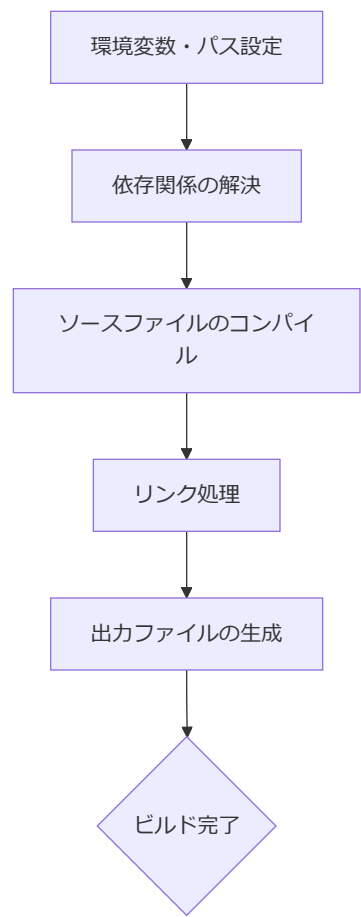 環境変数・パス設定
依存関係の解決
ソースファイルのコンパイ
ル
リンク処理
出力ファイルの生成
ビルド完了